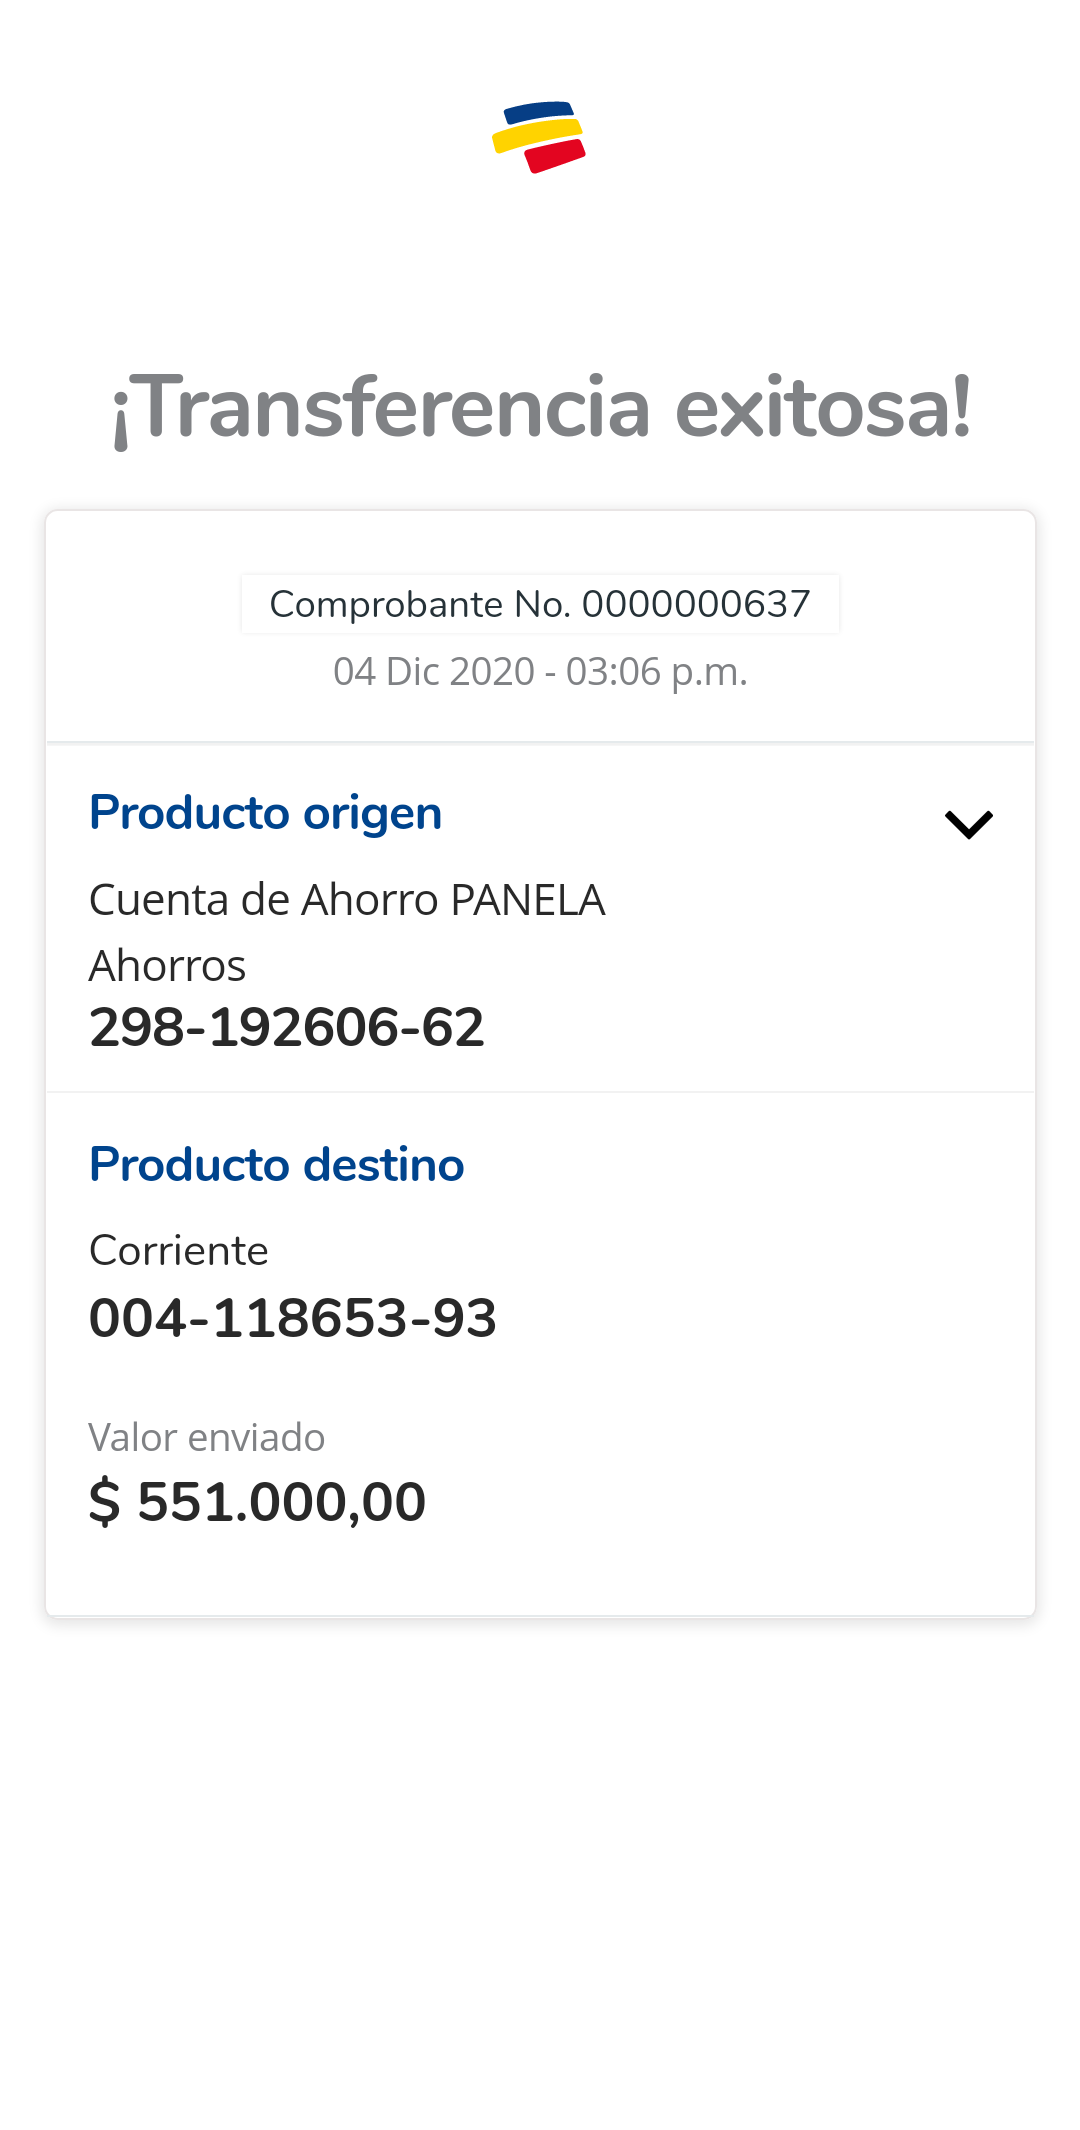 ¡Transferencia exitosa!
Comprobante No. 0000000637
04 Dic 2020 - 03:06 p.m.
Producto origen
Cuenta de Ahorro PANELA
Ahorros
298-192606-62
Producto destino
Corriente
004-118653-93
Valor enviado
$ 551.000,00